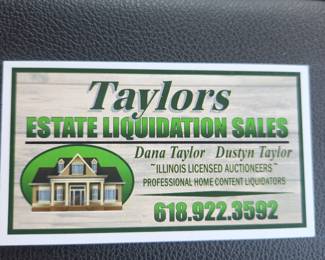 Taylors
ESTATE LIQUIDATION SALES
Dana Taylor Dustyn Taylor
"ILLINOIS LICENSED AUCTIONEERS"
PROFESSIONAL HOME CONTENT LIQUIDATORS
618.922.3592